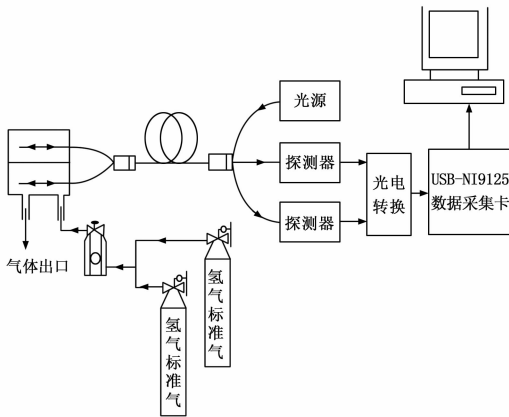 光源
探测器
探测器
光电
转换
USB-NI9125
数据采集卡
气体出口
氢气标准气
氢气标准气